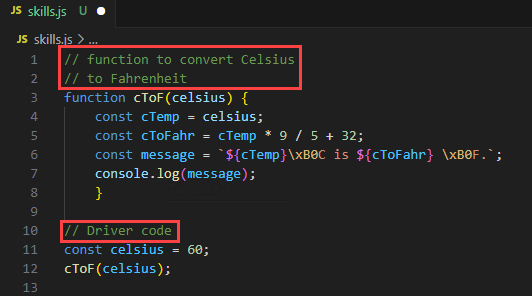 JS skills.js U ●
JS skills.js > ...
1 // function to convert Celsius
2 // to Fahrenheit
3 function cToF(celsius) {
4     const cTemp = celsius;
5     const cToFahr = cTemp * 9 / 5 + 32;
6     const message = `${cTemp}\xB0C is ${cToFahr} \xB0F.`;
7     console.log(message);
8     }
9
10 // Driver code
11 const celsius = 60;
12 cToF(celsius);
13